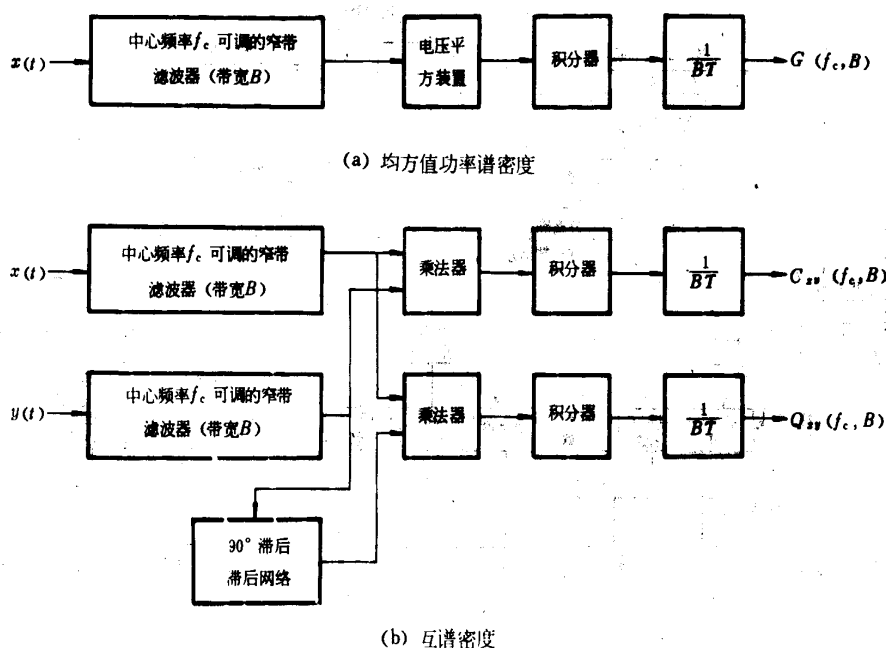 x(t)
中心频率f_c 可调的窄带
滤波器（带宽B）
电压平
方装置
积分器
1
BT
G (f_c, B)
(a) 均方值功率谱密度
x(t)
中心频率f_c 可调的窄带
滤波器（带宽B）
乘法器
积分器
1
BT
C_xy (f_c, B)
y(t)
中心频率f_c 可调的窄带
滤波器（带宽B）
乘法器
积分器
1
BT
Q_xy (f_c, B)
90° 滞后
滞后网络
(b) 互谱密度